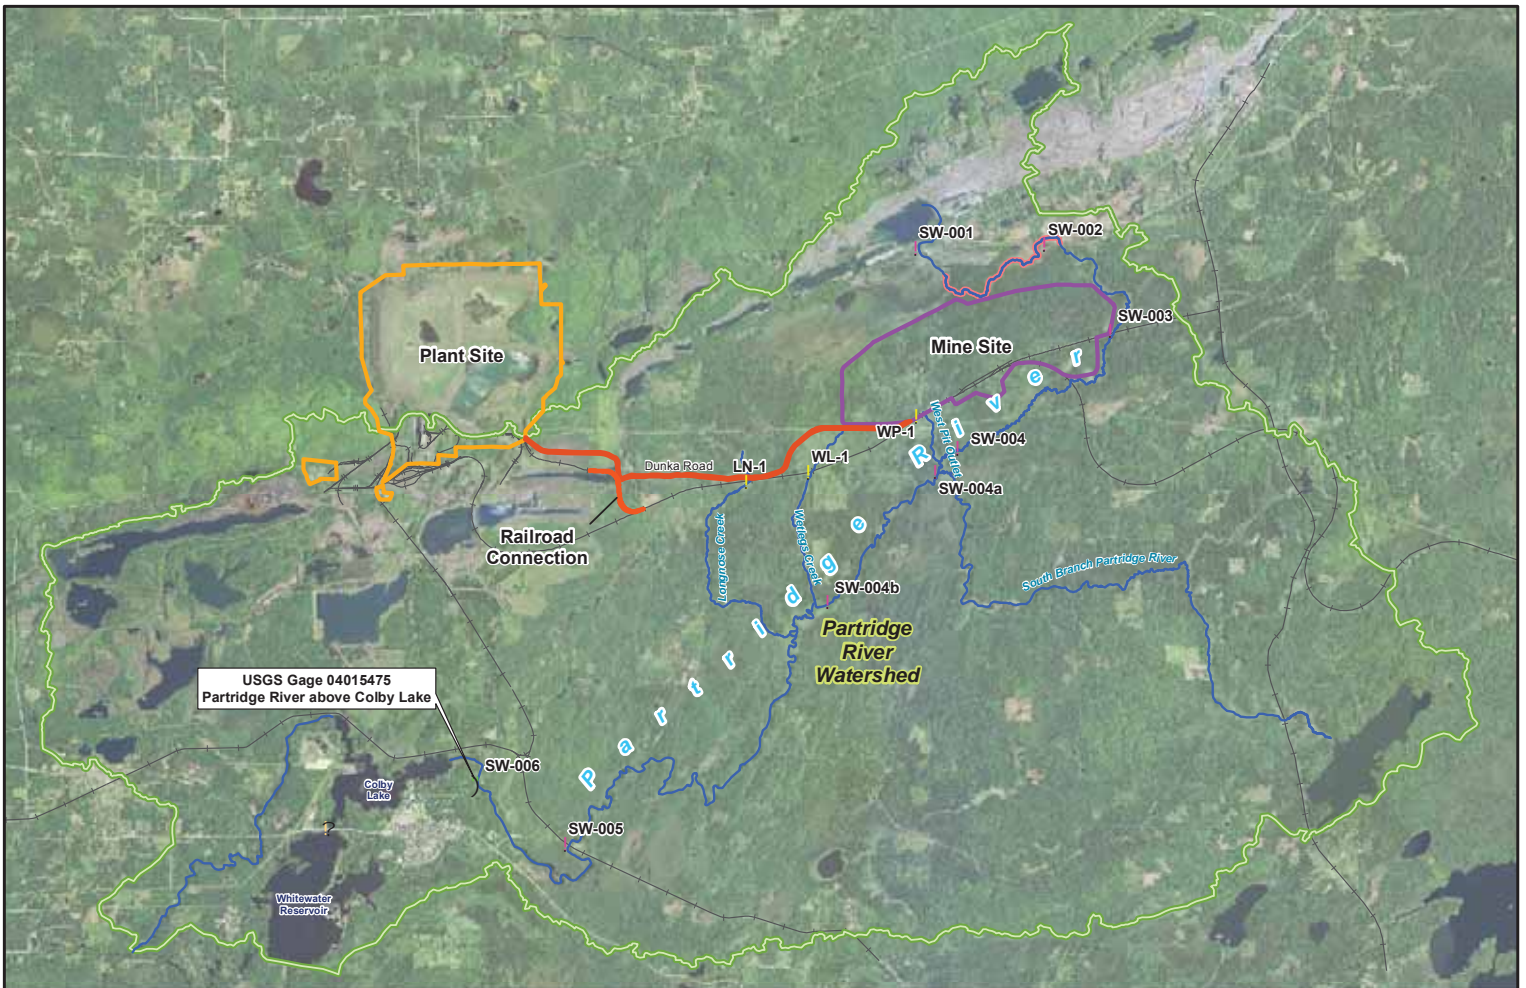 SW-001
SW-002
SW-003
Mine Site
Plant Site
WP-1
West Pit Outlet
SW-004
WL-1
LN-1
Dunka Road
SW-004a
Railroad
Connection
Longnose Creek
Wetlegs Creek
South Branch Partridge River
SW-004b
Partridge River
Partridge
River
Watershed
USGS Gage 04015475
Partridge River above Colby Lake
SW-006
Colby
Lake
SW-005
Whitewater
Reservoir